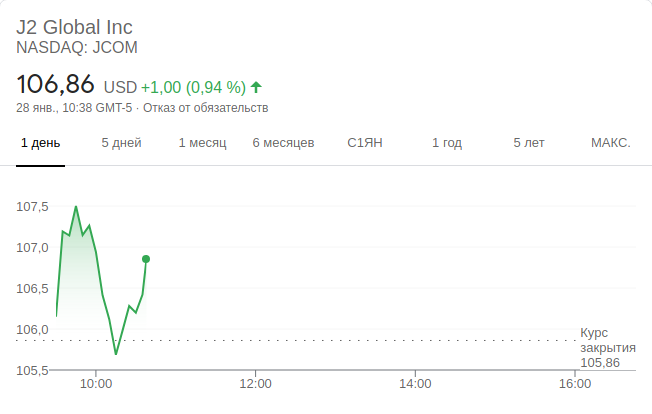 J2 Global Inc
NASDAQ: JCOM
106,86 USD +1,00 (0,94 %)
28 янв., 10:38 GMT-5 · Отказ от обязательств
1 день 5 дней 1 месяц 6 месяцев С1ЯН 1 год 5 лет МАКС.
107,5
107,0
106,5
106,0
105,5
Курс
закрытия
105,86
10:00 12:00 14:00 16:00